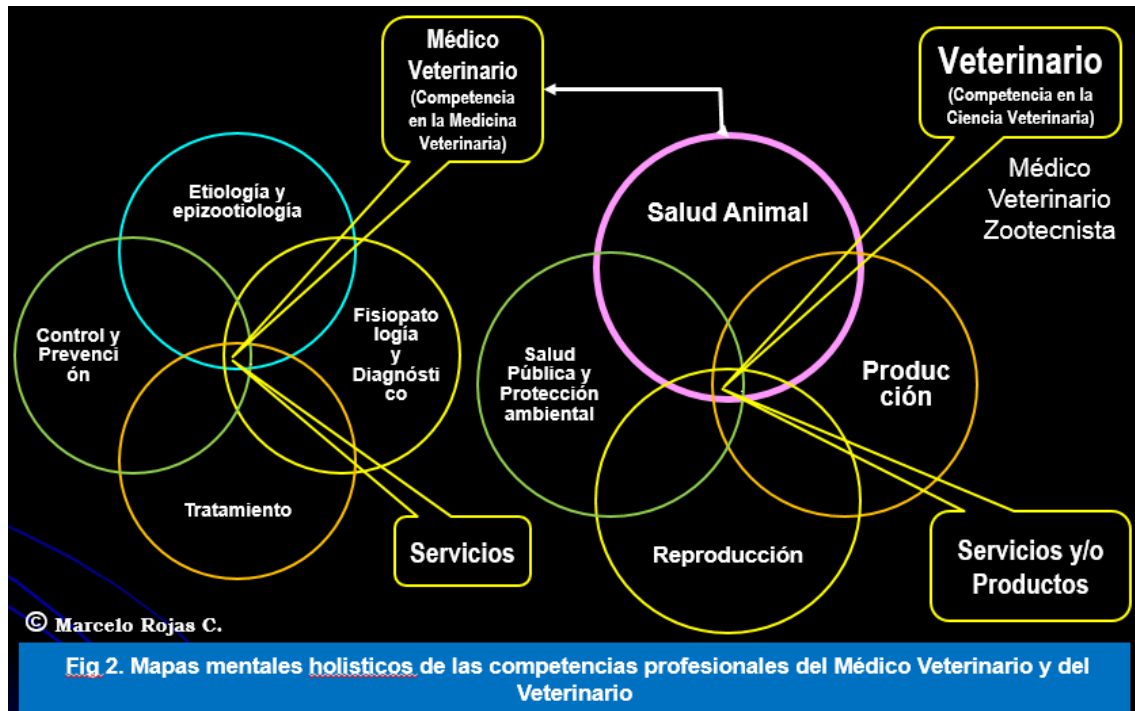 Médico
Veterinario
(Competencia
en la Medicina
Veterinaria)
Etiología y
epizootiología
Control y
Prevenci
ón
Fisiopato
logía
y
Diagnósti
co
Tratamiento
Servicios
Veterinario
(Competencia en la
Ciencia Veterinaria)
Médico
Veterinario
Zootecnista
Salud Animal
Salud
Pública y
Protección
ambiental
Produc
ción
Reproducción
Servicios y/o
Productos
© Marcelo Rojas C.
Fig 2. Mapas mentales holisticos de las competencias profesionales del Médico Veterinario y del
Veterinario